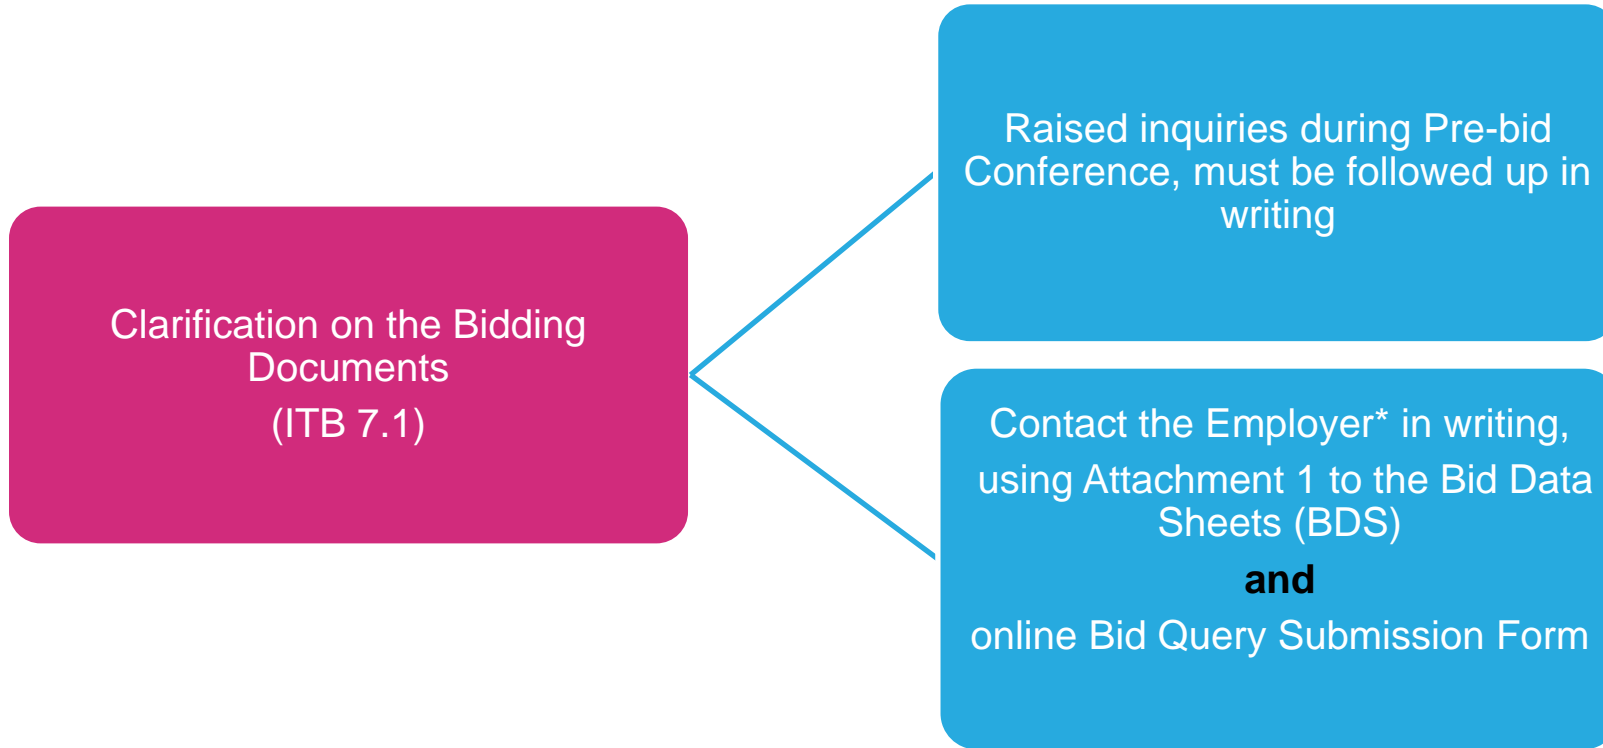 Clarification on the Bidding
Documents
(ITB 7.1)
Raised inquiries during Pre-bid
Conference, must be followed up in
writing
Contact the Employer* in writing,
using Attachment 1 to the Bid Data
Sheets (BDS)
and
online Bid Query Submission Form